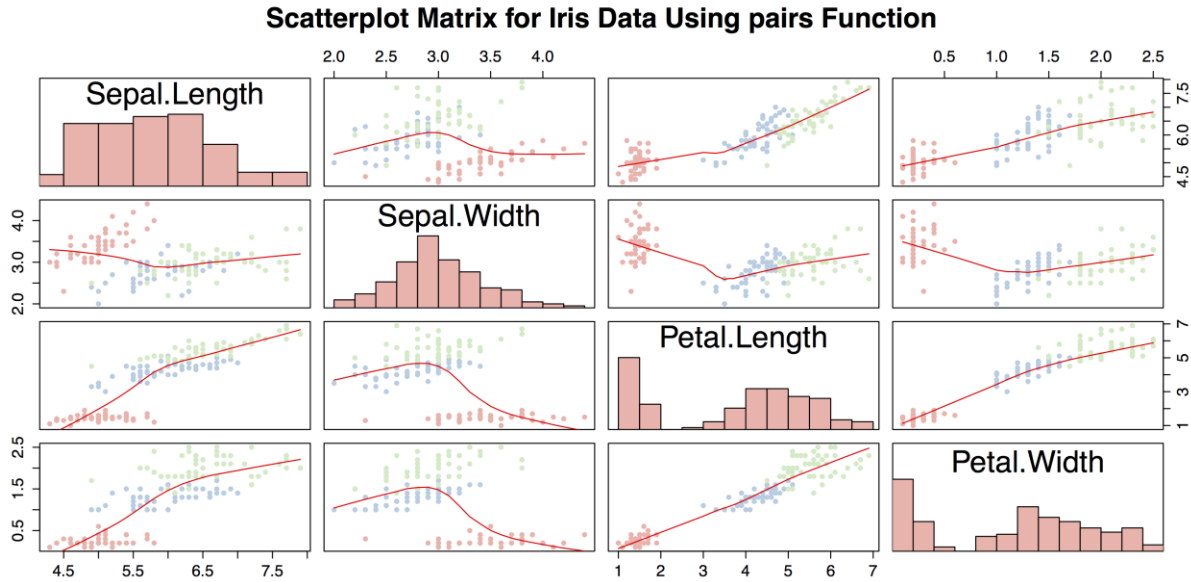 Scatterplot Matrix for Iris Data Using pairs Function
2.0 2.5 3.0 3.5 4.0
0.5 1.0 1.5 2.0 2.5
Sepal.Length
4.5 6.0 7.5
2.0 3.0 4.0
Sepal.Width
Petal.Length
1 3 5 7
0.5 1.5 2.5
Petal.Width
4.5 5.5 6.5 7.5
1 2 3 4 5 6 7